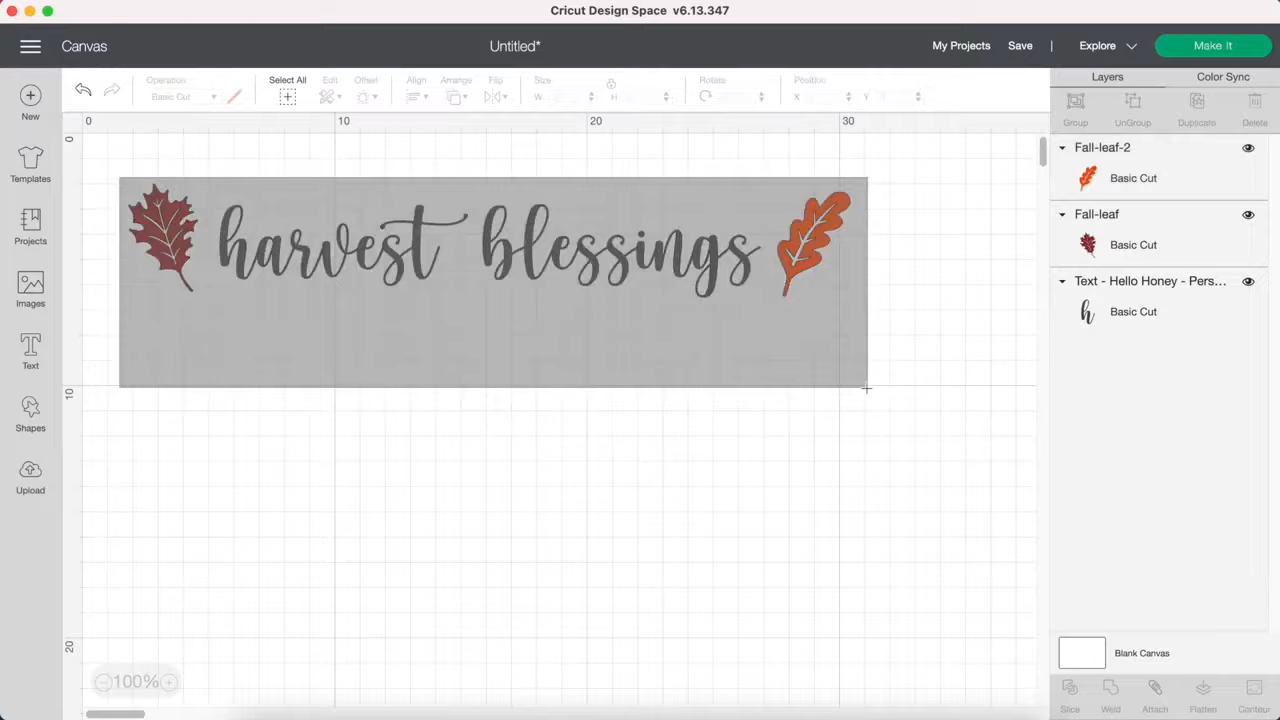 Cricut Design Space v6.13.347
Canvas
Untitled*
My Projects Save | Explore Make It
New
Templates
Projects
Images
Text
Shapes
Upload
Operation
Basic Cut
Select All
Edit
Offset
Align
Arrange
Flip
Size
W
H
Rotate
Position
X
Y
0 10 20 30
0
10
20
harvest blessings
100%
Layers Color Sync
Group UnGroup Duplicate Delete
Fall-leaf-2
Basic Cut
Fall-leaf
Basic Cut
Text - Hello Honey - Pers...
h Basic Cut
Blank Canvas
Slice Weld Attach Flatten Contour